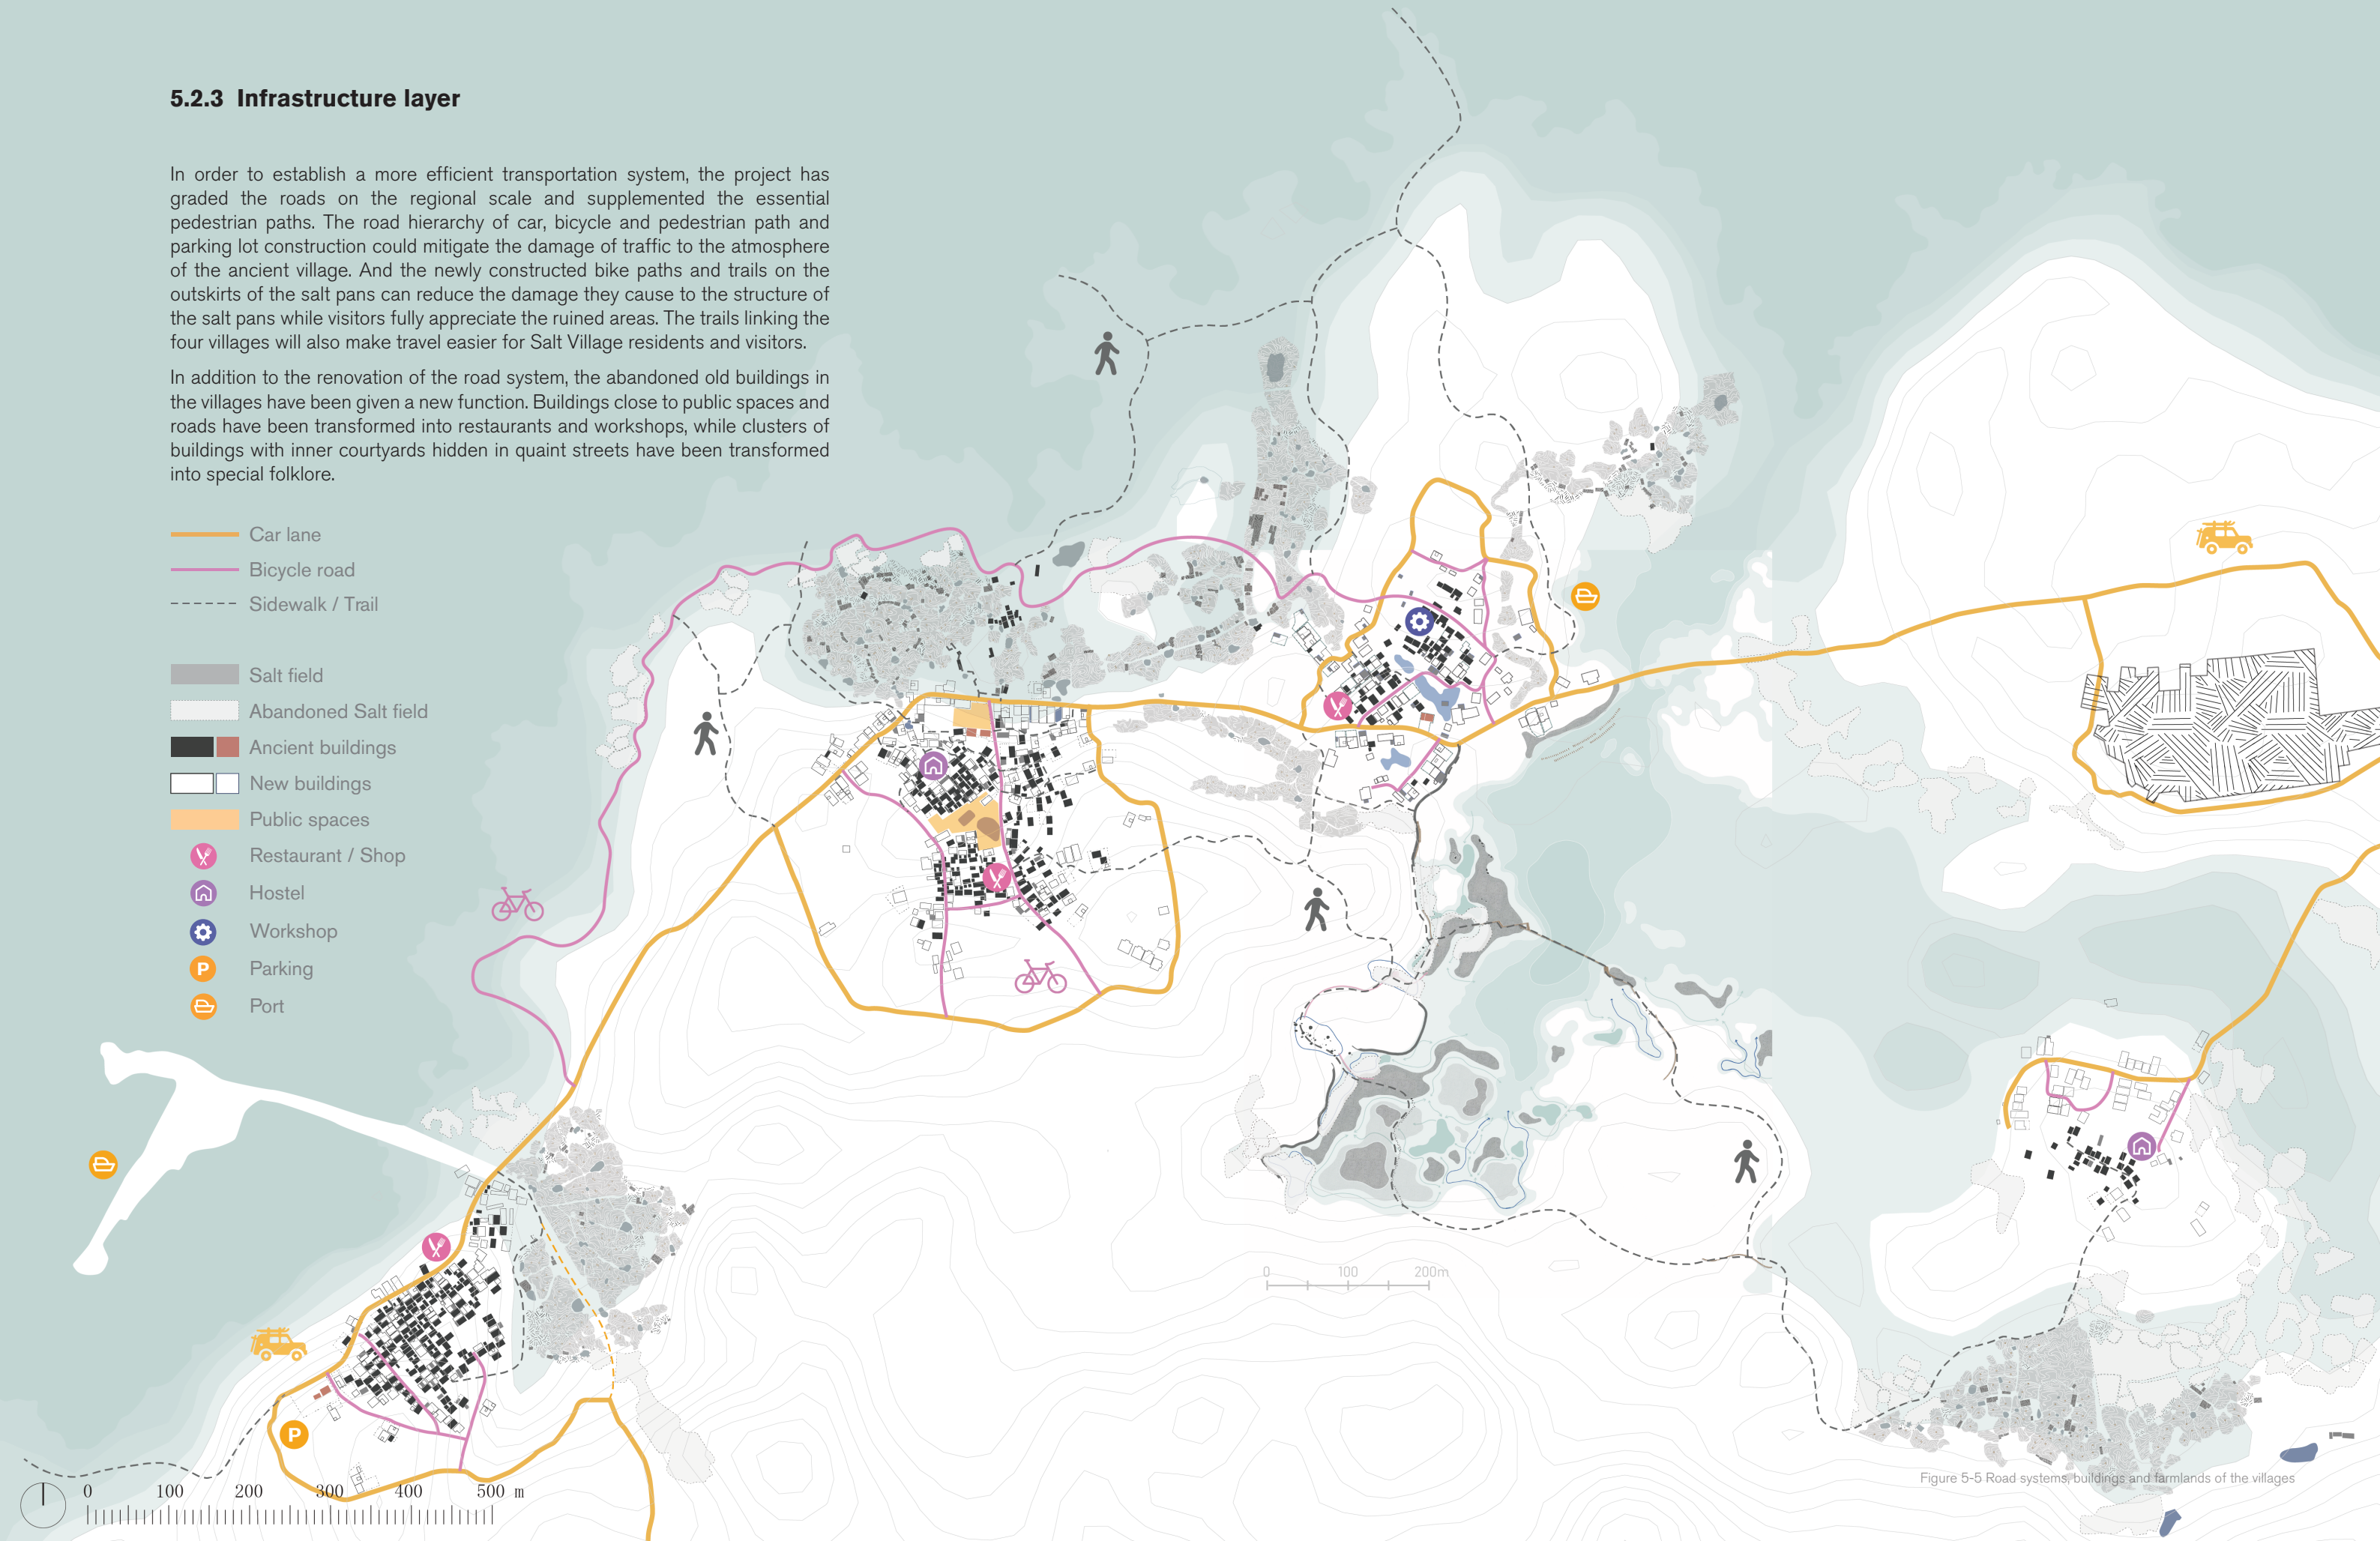 5.2.3 Infrastructure layer
In order to establish a more efficient transportation system, the project has
graded the roads on the regional scale and supplemented the essential
pedestrian paths. The road hierarchy of car, bicycle and pedestrian path and
parking lot construction could mitigate the damage of traffic to the atmosphere
of the ancient village. And the newly constructed bike paths and trails on the
outskirts of the salt pans can reduce the damage they cause to the structure of
the salt pans while visitors fully appreciate the ruined areas. The trails linking the
four villages will also make travel easier for Salt Village residents and visitors.
In addition to the renovation of the road system, the abandoned old buildings in
the villages have been given a new function. Buildings close to public spaces and
roads have been transformed into restaurants and workshops, while clusters of
buildings with inner courtyards hidden in quaint streets have been transformed
into special folklore.
Car lane
Bicycle road
Sidewalk / Trail
Salt field
Abandoned Salt field
Ancient buildings
New buildings
Public spaces
Restaurant / Shop
Hostel
Workshop
P Parking
Port
0 100 200m
P
0 100 200 300 400 500 m
Figure 5-5 Road systems, buildings and farmlands of the villages